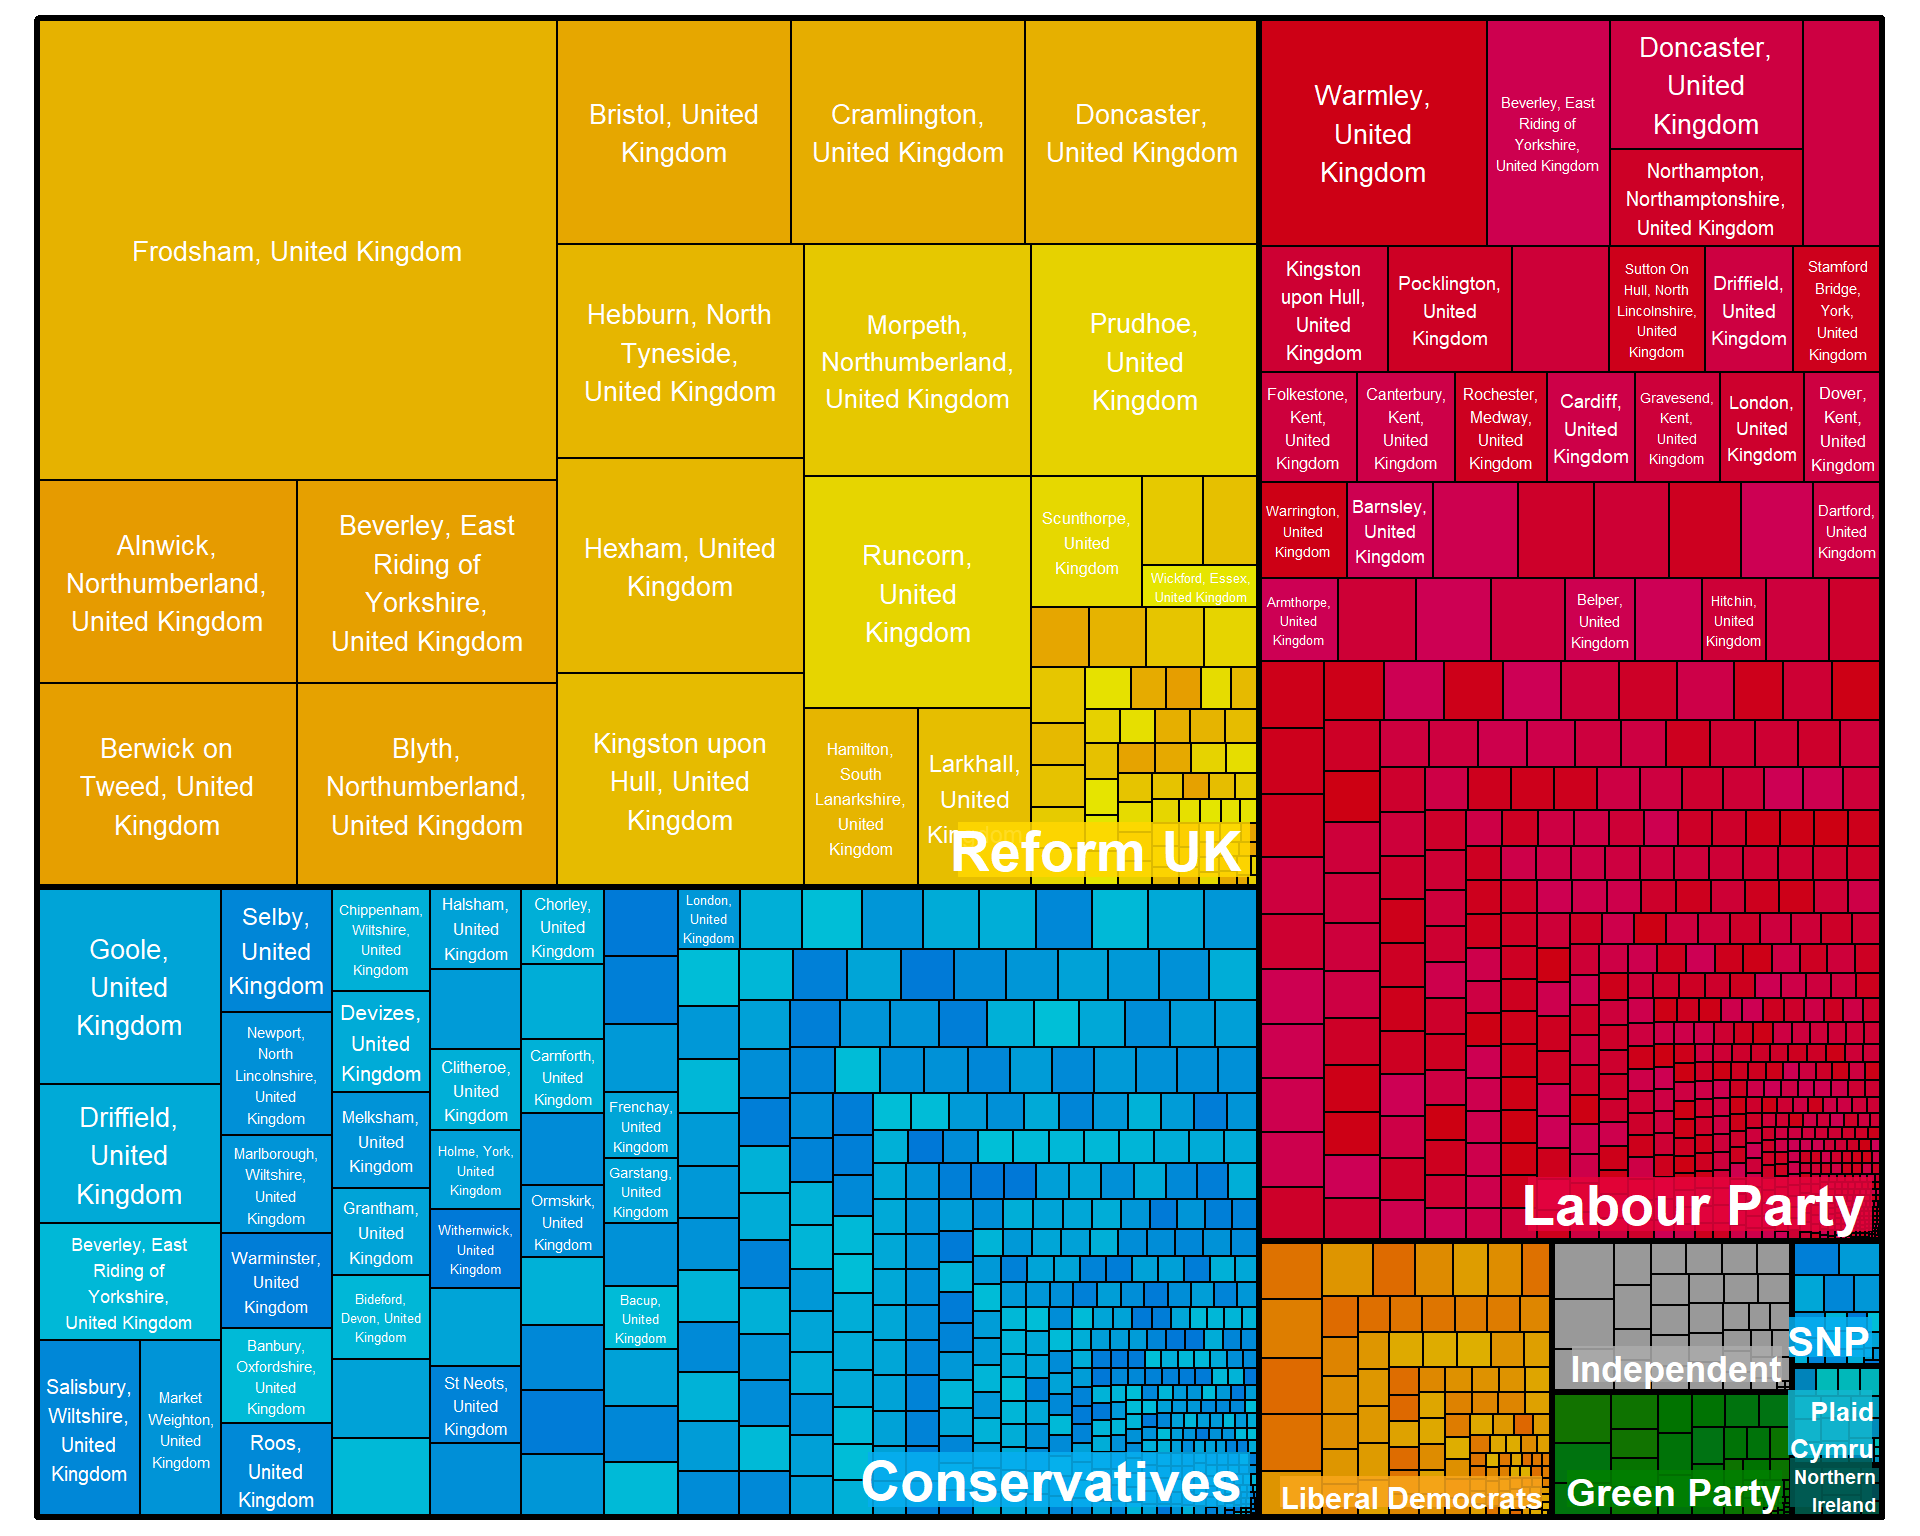 Frodsham, United Kingdom
Bristol, United
Kingdom
Cramlington,
United Kingdom
Doncaster,
United Kingdom
Hebburn, North
Tyneside,
United Kingdom
Morpeth,
Northumberland,
United Kingdom
Prudhoe,
United
Kingdom
Alnwick,
Northumberland,
United Kingdom
Beverley, East
Riding of
Yorkshire,
United Kingdom
Hexham, United
Kingdom
Runcorn,
United
Kingdom
Scunthorpe,
United
Kingdom
Wickford, Essex,
United Kingdom
Berwick on
Tweed, United
Kingdom
Blyth,
Northumberland,
United Kingdom
Kingston upon
Hull, United
Kingdom
Hamilton,
South
Lanarkshire,
United
Kingdom
Larkhall,
United
Kingdom
Reform UK
Warmley,
United
Kingdom
Beverley, East
Riding of
Yorkshire,
United Kingdom
Doncaster,
United
Kingdom
Northampton,
Northamptonshire,
United Kingdom
Kingston
upon Hull,
United
Kingdom
Pocklington,
United
Kingdom
Sutton On
Hull, North
Lincolnshire,
United
Kingdom
Driffield,
United
Kingdom
Stamford
Bridge,
York,
United
Kingdom
Folkestone,
Kent,
United
Kingdom
Canterbury,
Kent,
United
Kingdom
Rochester,
Medway,
United
Kingdom
Cardiff,
United
Kingdom
Gravesend,
Kent,
United
Kingdom
London,
United
Kingdom
Dover,
Kent,
United
Kingdom
Warrington,
United
Kingdom
Barnsley,
United
Kingdom
Dartford,
United
Kingdom
Armthorpe,
United
Kingdom
Belper,
United
Kingdom
Hitchin,
United
Kingdom
Labour Party
Goole,
United
Kingdom
Driffield,
United
Kingdom
Beverley, East
Riding of
Yorkshire,
United Kingdom
Salisbury,
Wiltshire,
United
Kingdom
Market
Weighton,
United
Kingdom
Selby,
United
Kingdom
Newport,
North
Lincolnshire,
United
Kingdom
Marlborough,
Wiltshire,
United
Kingdom
Warminster,
United
Kingdom
Banbury,
Oxfordshire,
United
Kingdom
Roos,
United
Kingdom
Chippenham,
Wiltshire,
United
Kingdom
Devizes,
United
Kingdom
Melksham,
United
Kingdom
Grantham,
United
Kingdom
Bideford,
Devon, United
Kingdom
Halsham,
United
Kingdom
Clitheroe,
United
Kingdom
Holme, York,
United
Kingdom
Withernwick,
United
Kingdom
St Neots,
United
Kingdom
Chorley,
United
Kingdom
Carnforth,
United
Kingdom
Ormskirk,
United
Kingdom
Frenchay,
United
Kingdom
Garstang,
United
Kingdom
Bacup,
United
Kingdom
London,
United
Kingdom
Conservatives
Liberal Democrats
Independent
Green Party
SNP
Plaid
Cymru
Northern
Ireland